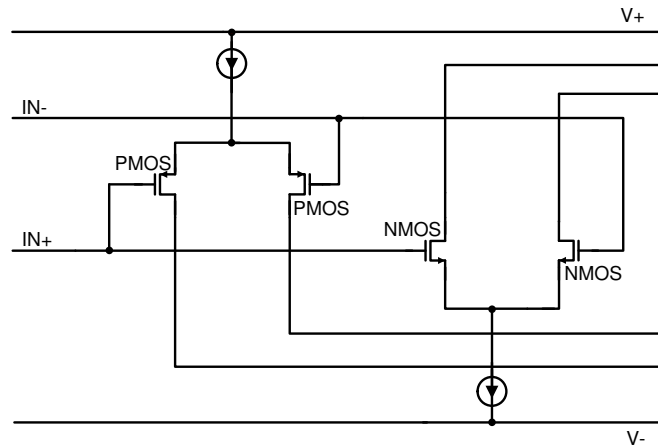 V+
IN-
PMOS
PMOS
NMOS
IN+
NMOS
V-